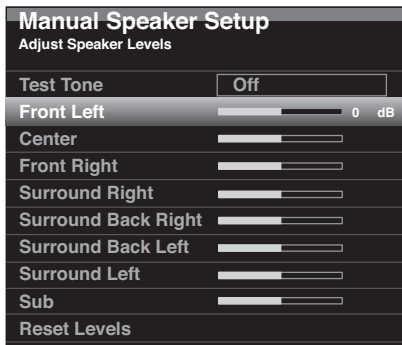 Manual Speaker Setup
Adjust Speaker Levels
Test Tone Off
Front Left 0 dB
Center
Front Right
Surround Right
Surround Back Right
Surround Back Left
Surround Left
Sub
Reset Levels